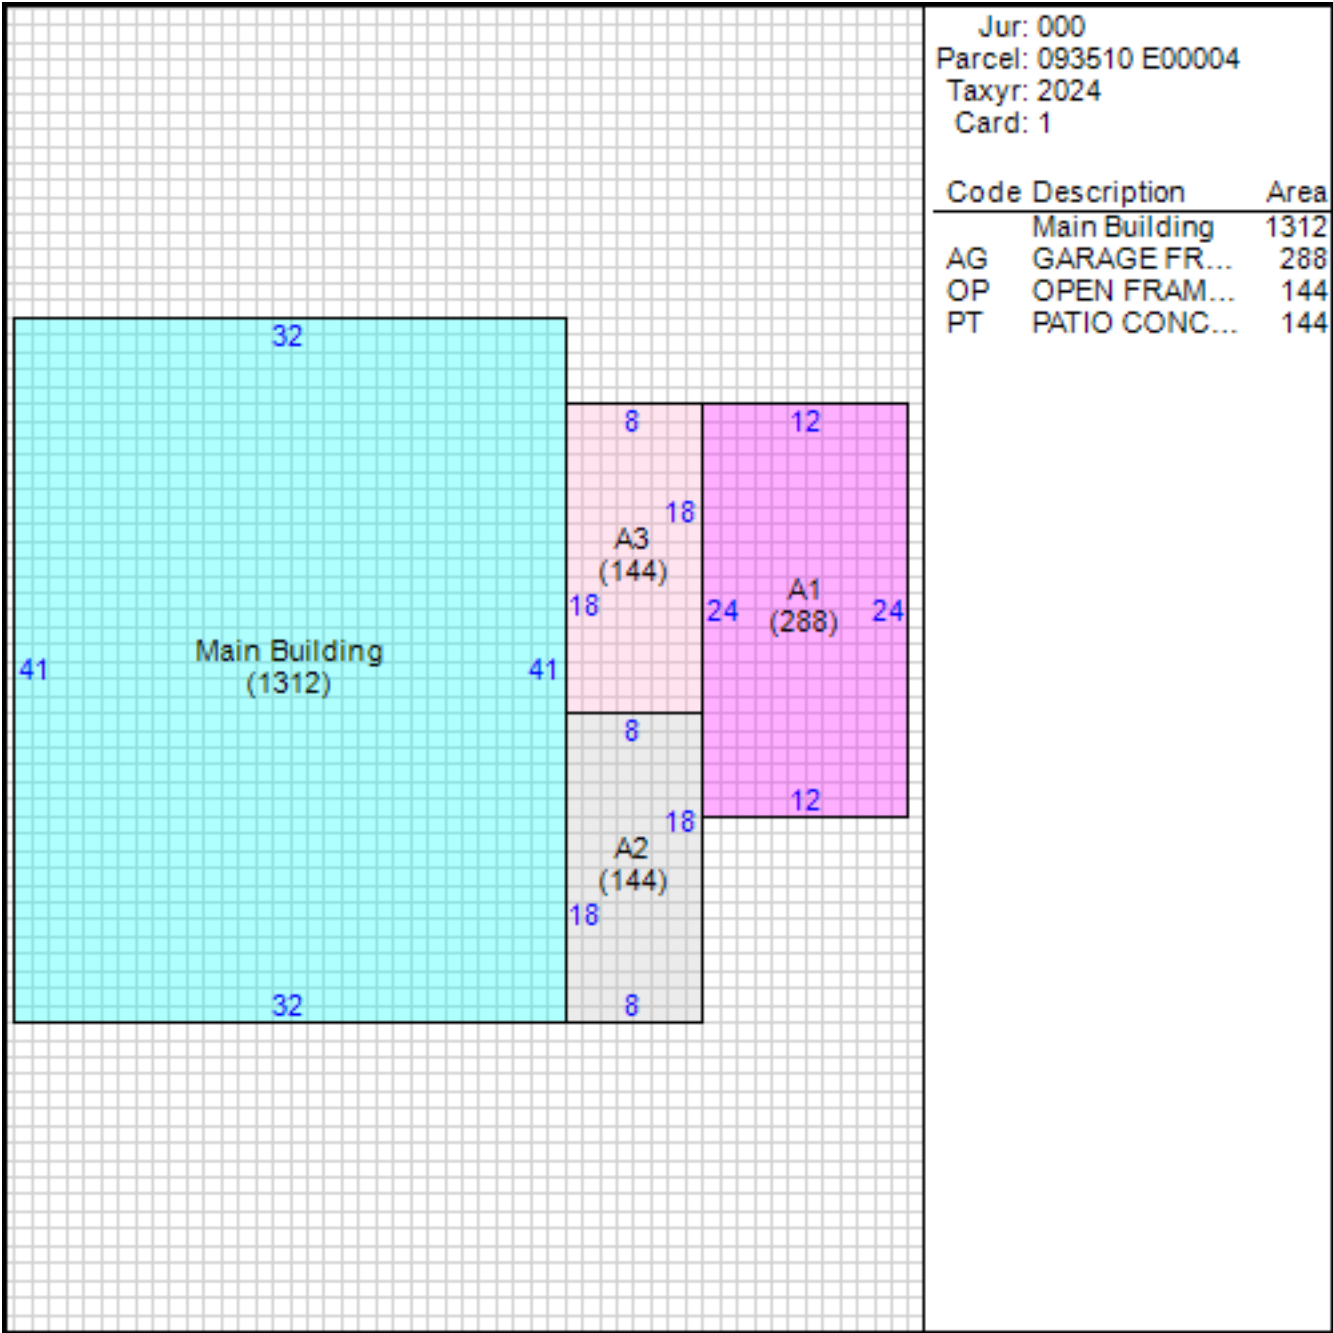 Jur: 000
Parcel: 093510 E00004
Taxyr: 2024
Card: 1
Code Description Area
Main Building 1312
AG GARAGE FR... 288
OP OPEN FRAM... 144
PT PATIO CONC... 144
32
8
12
18
A3
(144)
18
24
A1
(288)
24
41
Main Building
(1312)
41
8
12
18
A2
(144)
18
32
8